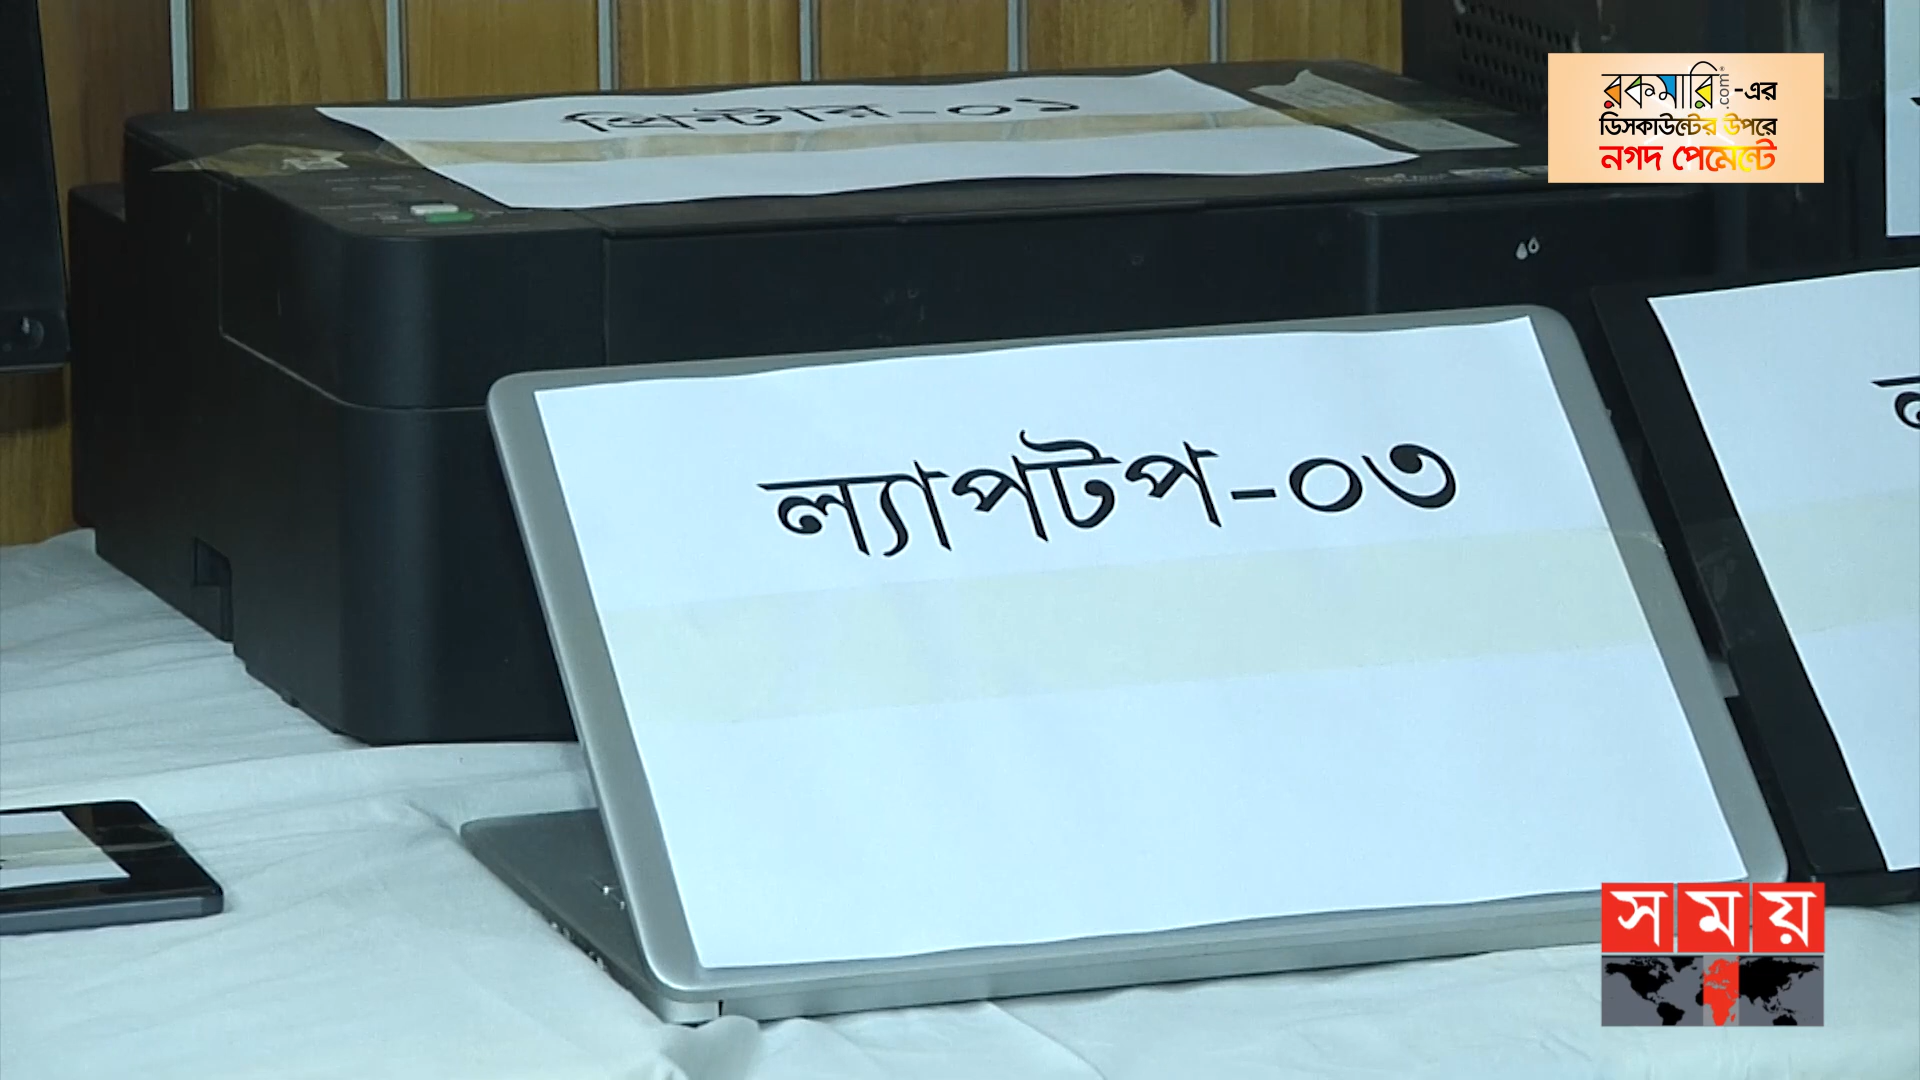 প্রিন্টার-০১
রকমারি.com-এর
ডিসকাউন্টের উপরে
নগদ পেমেন্টে
ল্যাপটপ-০৩
সময়